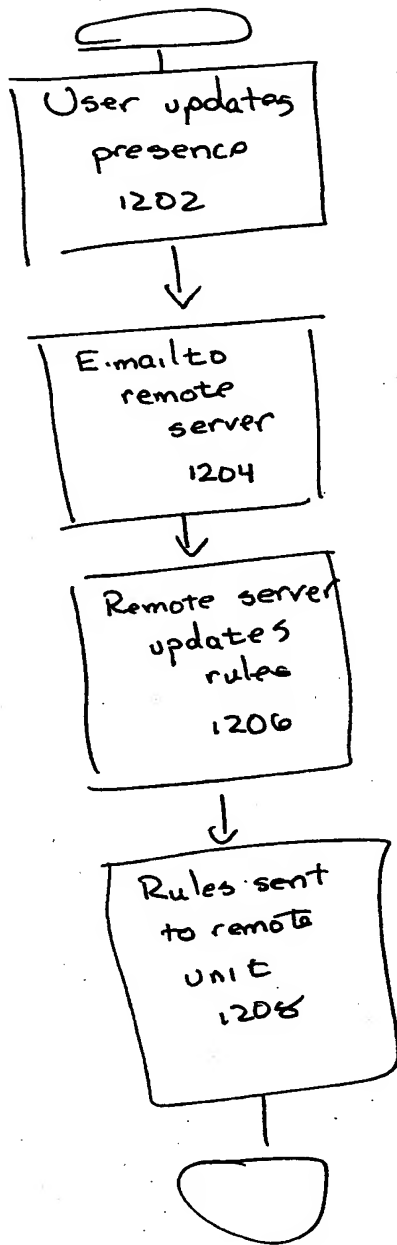 User updates
presence
1202
E.mail to
remote
server
1204
Remote server
updates
rules
1206
Rules sent
to remote
unit
1208